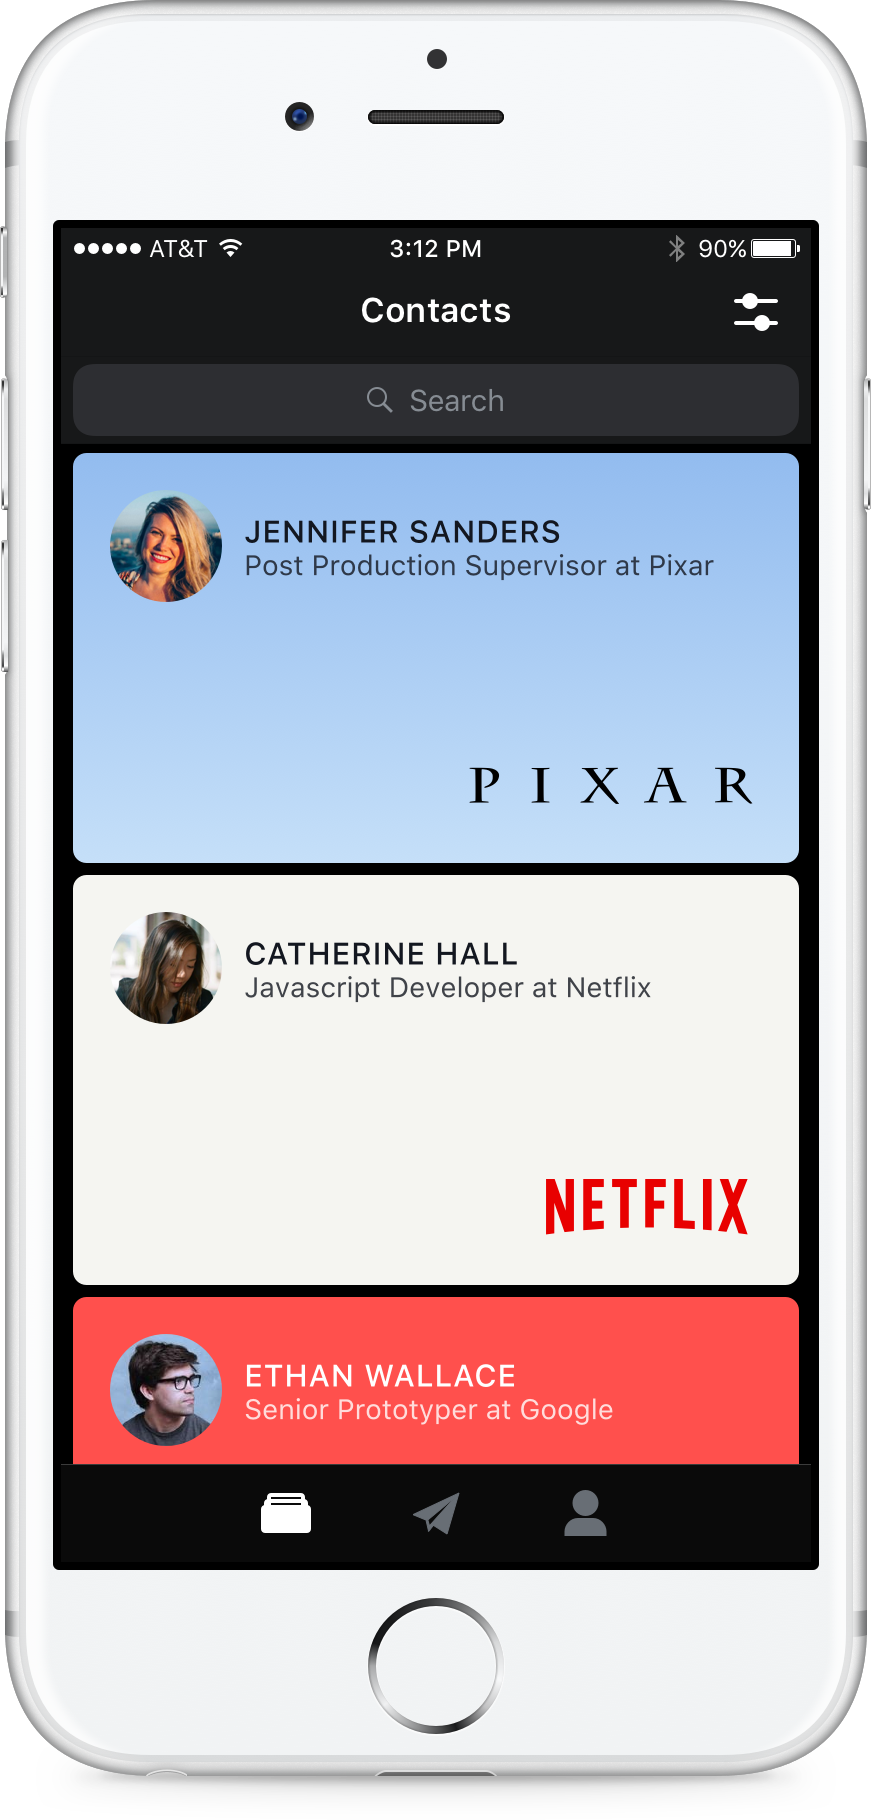 AT&T 3:12 PM 90%
Contacts
Search
JENNIFER SANDERS
Post Production Supervisor at Pixar
PIXAR
CATHERINE HALL
Javascript Developer at Netflix
NETFLIX
ETHAN WALLACE
Senior Prototyper at Google